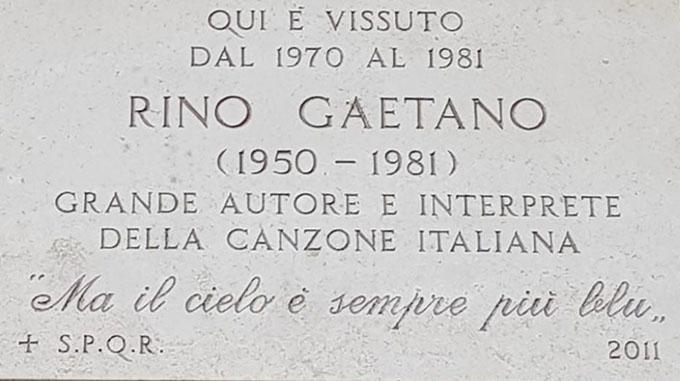 QUI È VISSUTO
DAL 1970 AL 1981
RINO GAETANO
(1950 – 1981)
GRANDE AUTORE E INTERPRETE
DELLA CANZONE ITALIANA
"Ma il cielo è sempre più blu„
+ S.P.Q.R. 2011